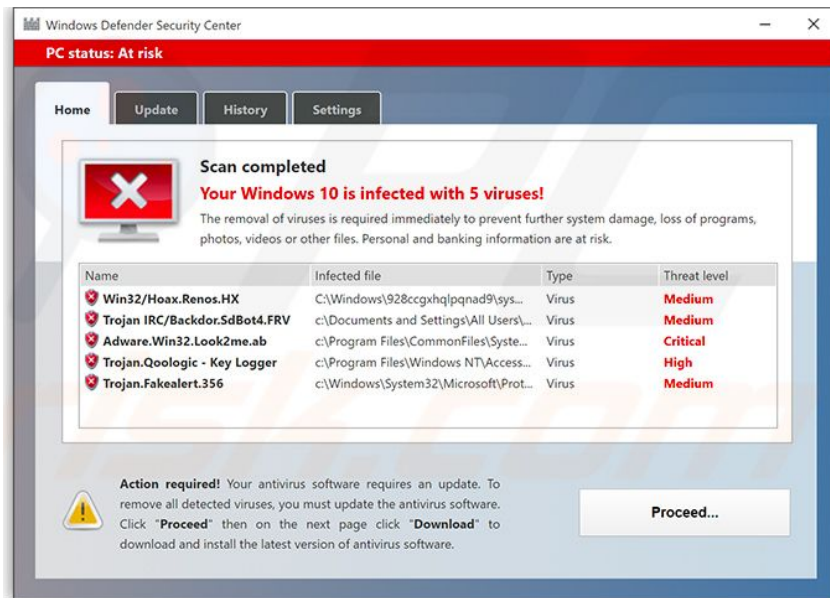 Windows Defender Security Center
PC status: At risk
Home
Update
History
Settings
Scan completed
Your Windows 10 is infected with 5 viruses!
The removal of viruses is required immediately to prevent further system damage, loss of programs,
photos, videos or other files. Personal and banking information are at risk.
Name Infected file Type Threat level
Win32/Hoax.Renos.HX C:\Windows\928ccgxhqlpqnad9\sys... Virus Medium
Trojan IRC/Backdor.SdBot4.FRV c:\Documents and Settings\All Users\... Virus Medium
Adware.Win32.Look2me.ab c:\Program Files\CommonFiles\Syste... Virus Critical
Trojan.Qoologic - Key Logger c:\Program Files\Windows NT\Access... Virus High
Trojan.Fakealert.356 c:\Windows\System32\Microsoft\Prot... Virus Medium
Action required! Your antivirus software requires an update. To
remove all detected viruses, you must update the antivirus software.
Click "Proceed" then on the next page click "Download" to
download and install the latest version of antivirus software.
Proceed...
PC
risk.com